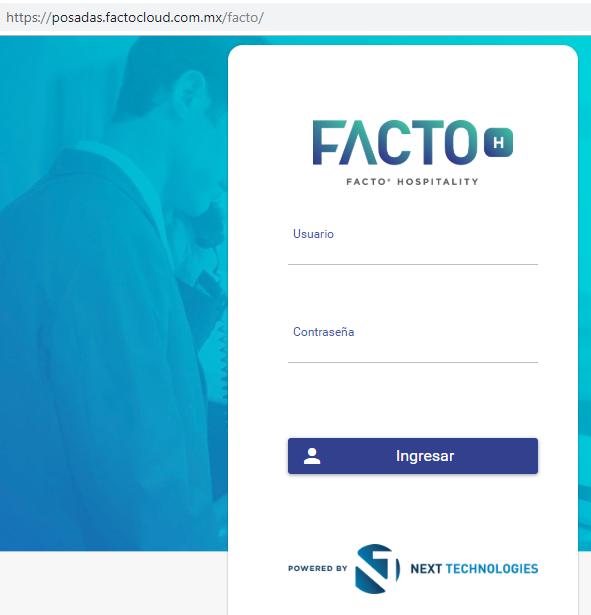 https://posadas.factocloud.com.mx/facto/
FACTO H
FACTO® HOSPITALITY
Usuario
Contraseña
Ingresar
POWERED BY NEXT TECHNOLOGIES